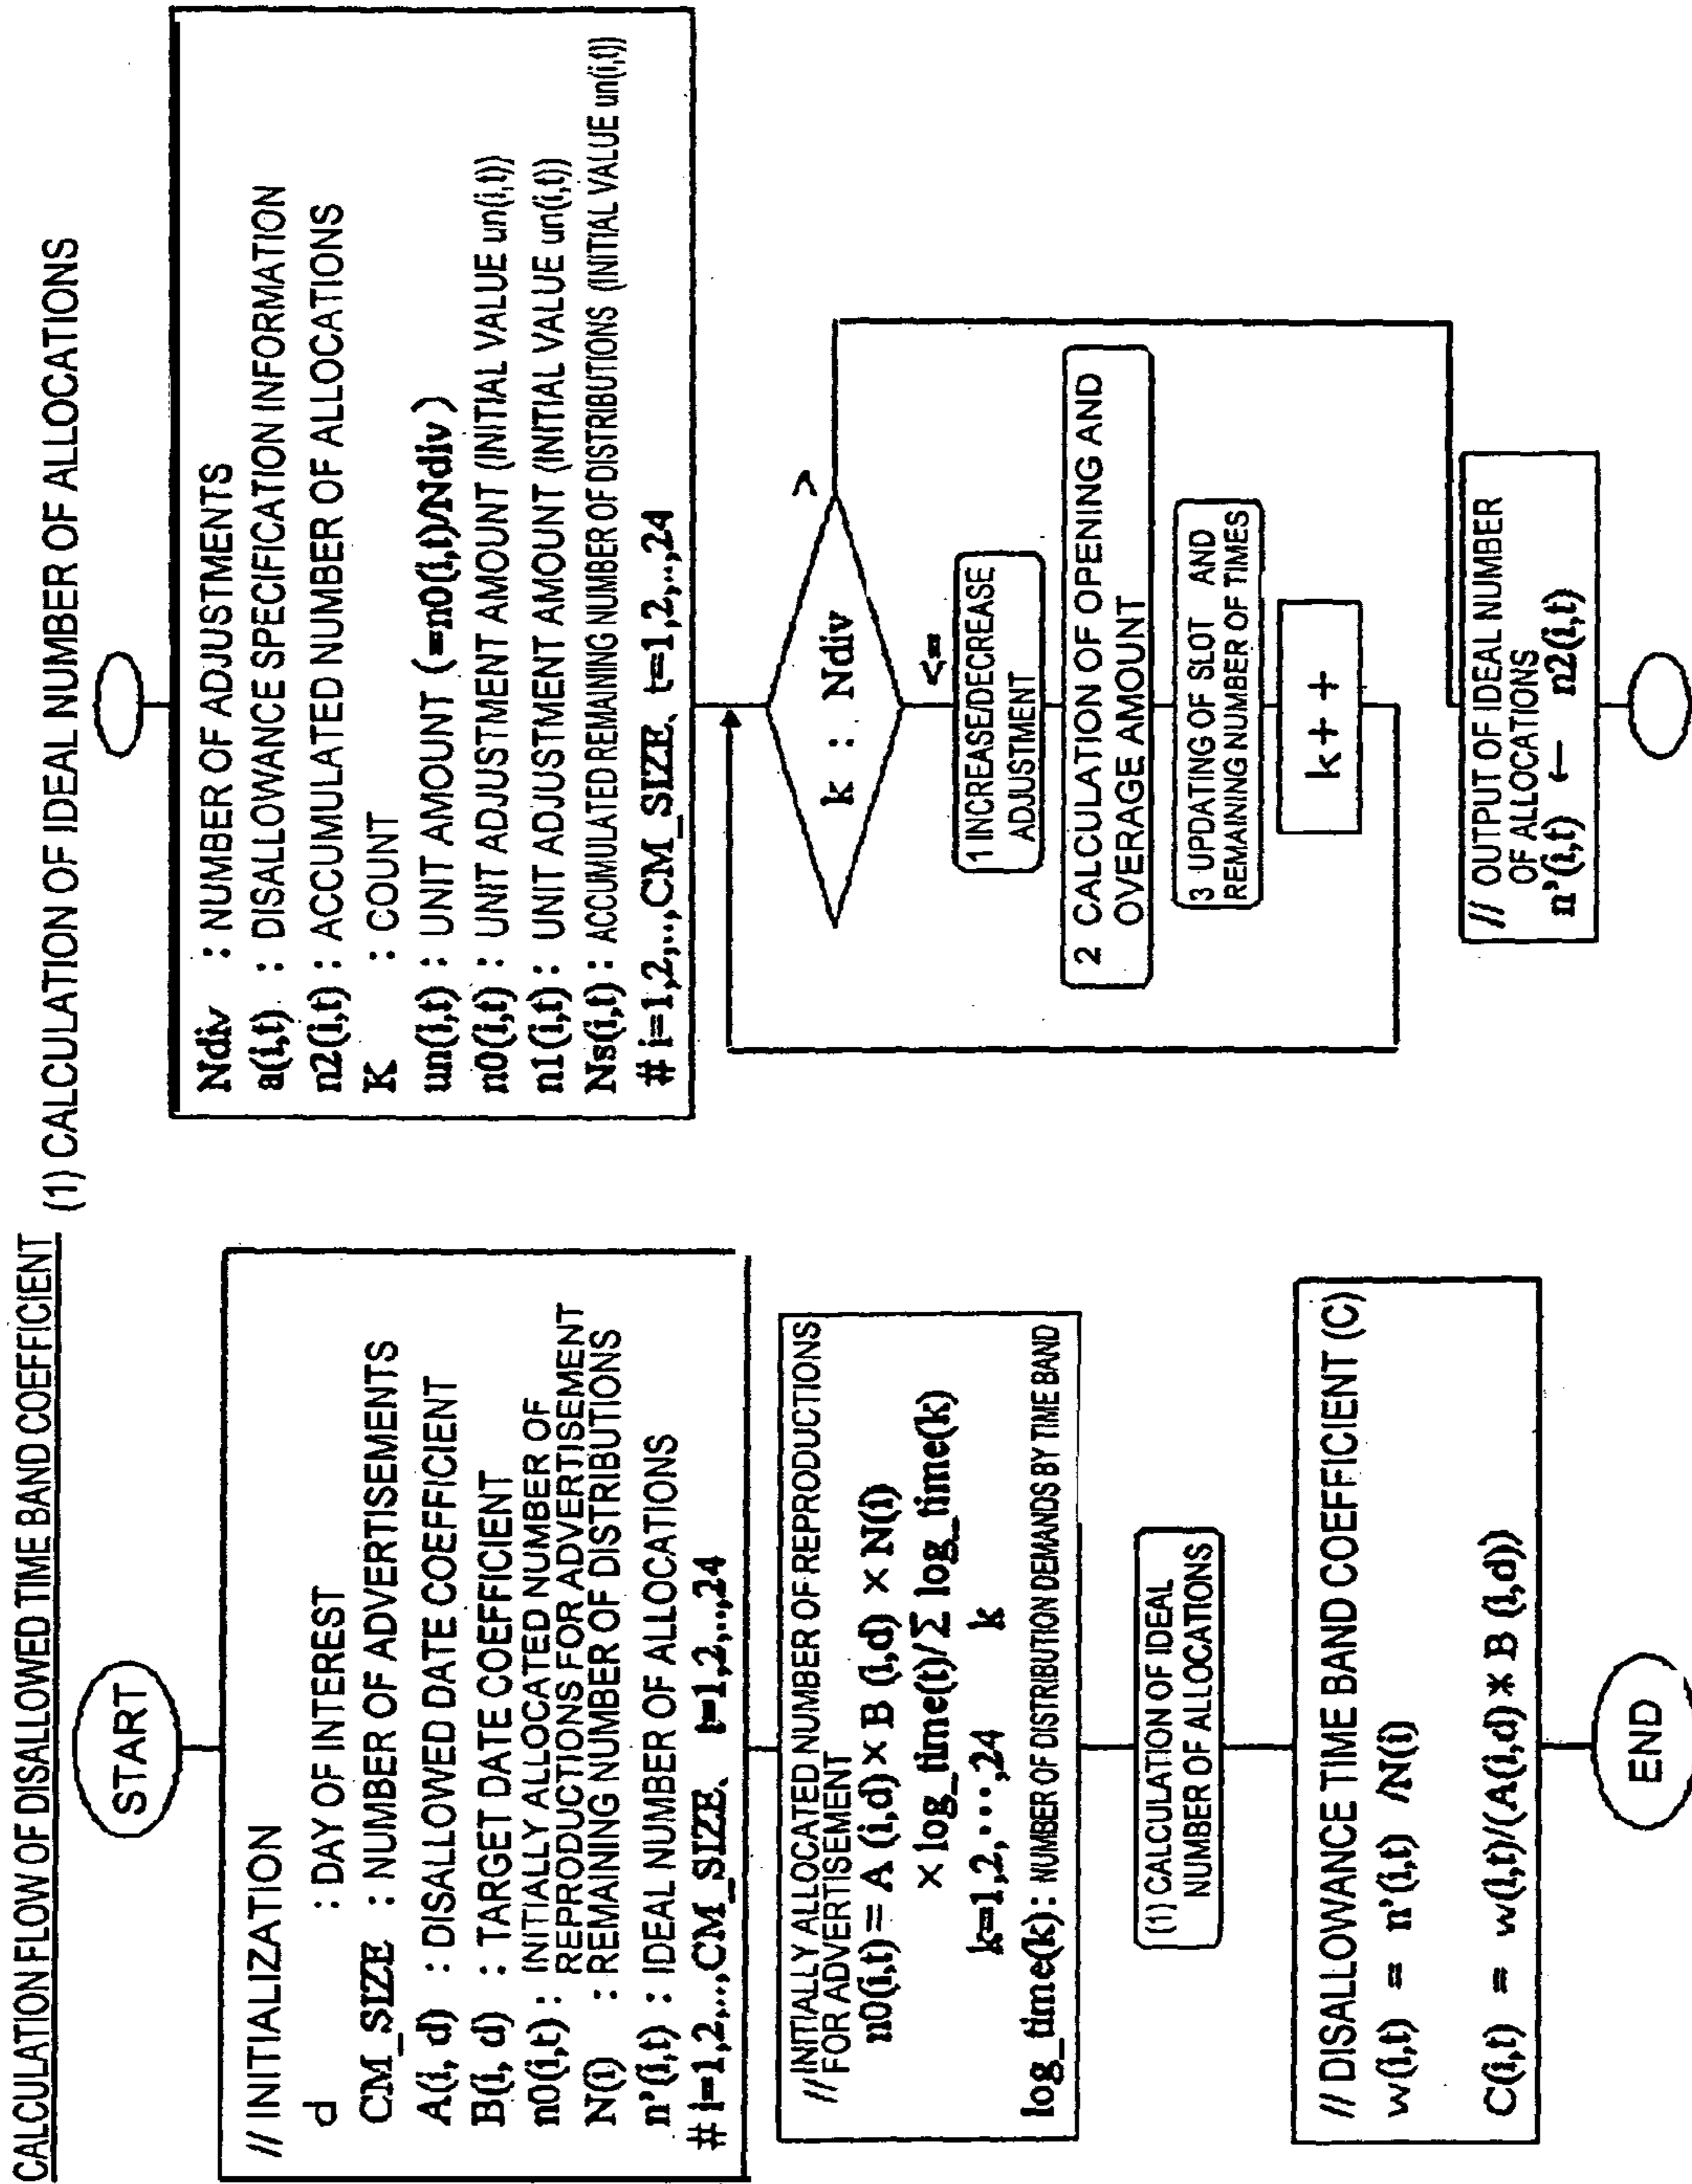 CALCULATION FLOW OF DISALLOWED TIME BAND COEFFICIENT
START
// INITIALIZATION
d : DAY OF INTEREST
CM_SIZE : NUMBER OF ADVERTISEMENTS
A(i, d) : DISALLOWED DATE COEFFICIENT
B(i, d) : TARGET DATE COEFFICIENT
n0(i,t) : INITIALLY ALLOCATED NUMBER OF
REPRODUCTIONS FOR ADVERTISEMENT
N(i) : REMAINING NUMBER OF DISTRIBUTIONS
n'(i,t) : IDEAL NUMBER OF ALLOCATIONS
# i=1,2,..,CM_SIZE、 t=1,2,..,24
// INITIALLY ALLOCATED NUMBER OF REPRODUCTIONS
// FOR ADVERTISEMENT
n0(i,t) = A (i,d) × B (i,d) × N(i)
× log_time(t)/Σ log_time(k)
k=1,2,···,24 k
log_time(k) : NUMBER OF DISTRIBUTION DEMANDS BY TIME BAND
(1) CALCULATION OF IDEAL
NUMBER OF ALLOCATIONS
// DISALLOWANCE TIME BAND COEFFICIENT (C)
w(i,t) = n'(i,t) /N(i)
C(i,t) = w(i,t)/(A(i,d) * B (i,d))
END
(1) CALCULATION OF IDEAL NUMBER OF ALLOCATIONS
Ndiv : NUMBER OF ADJUSTMENTS
a(i,t) : DISALLOWANCE SPECIFICATION INFORMATION
n2(i,t) : ACCUMULATED NUMBER OF ALLOCATIONS
K : COUNT
un(i,t) : UNIT AMOUNT (=n0(i,t)/Ndiv )
n0(i,t) : UNIT ADJUSTMENT AMOUNT (INITIAL VALUE un(i,t))
n1(i,t) : UNIT ADJUSTMENT AMOUNT (INITIAL VALUE un(i,t))
Ns(i,t) : ACCUMULATED REMAINING NUMBER OF DISTRIBUTIONS (INITIAL VALUE un(i,t))
# i=1,2,..,CM_SIZE、 t=1,2,..,24
k : Ndiv
>
<=
1 INCREASE/DECREASE
ADJUSTMENT
2 CALCULATION OF OPENING AND
OVERAGE AMOUNT
3 UPDATING OF SLOT AND
REMAINING NUMBER OF TIMES
k++
// OUTPUT OF IDEAL NUMBER
OF ALLOCATIONS
n'(i,t) ← n2(i,t)